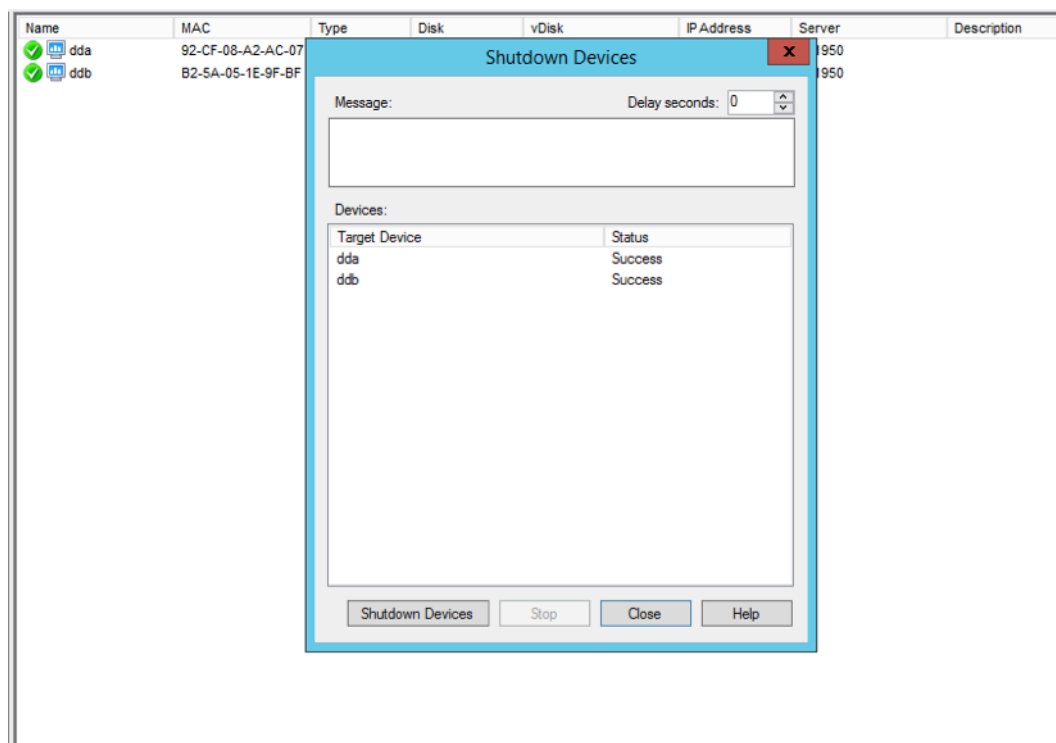 Name MAC Type Disk vDisk IP Address Server Description
dda 92-CF-08-A2-AC-07 1950
ddb B2-5A-05-1E-9F-BF 1950
Shutdown Devices x
Message: Delay seconds: 0
Devices:
Target Device Status
dda Success
ddb Success
Shutdown Devices Stop Close Help